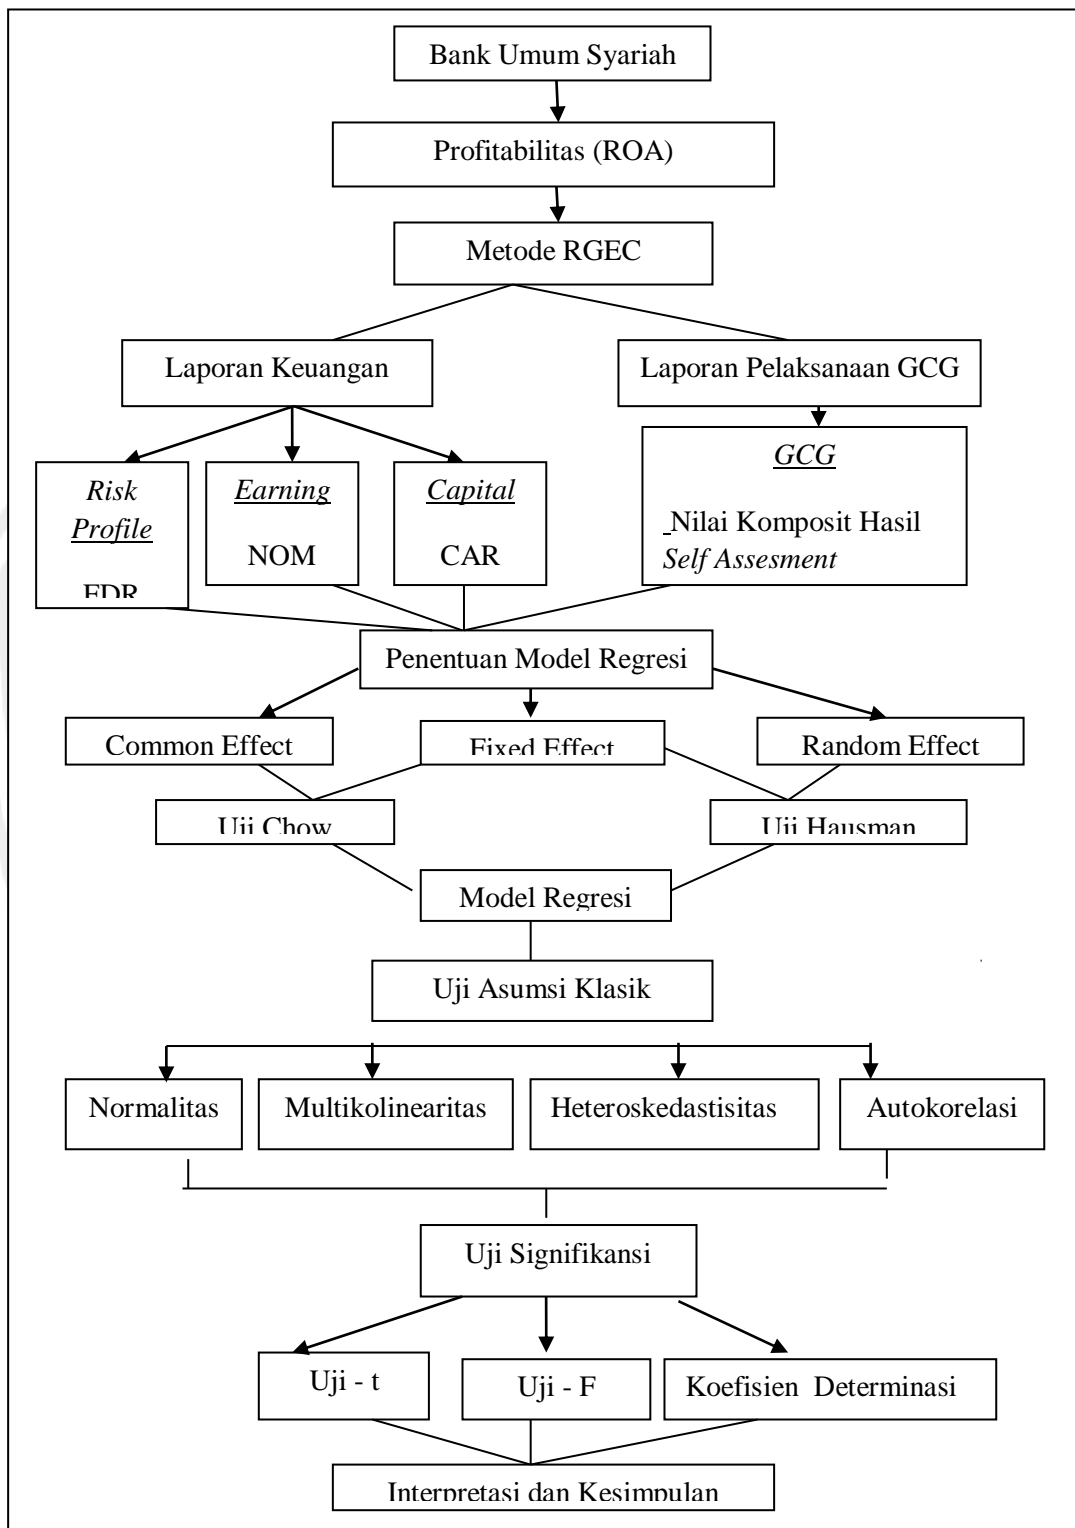 Bank Umum Syariah
Profitabilitas (ROA)
Metode RGEC
Laporan Keuangan
Laporan Pelaksanaan GCG
Risk
Profile
FDR
Earning
NOM
Capital
CAR
GCG
Nilai Komposit Hasil
Self Assesment
Penentuan Model Regresi
Common Effect
Fixed Effect
Random Effect
Uji Chow
Uji Hausman
Model Regresi
Uji Asumsi Klasik
Normalitas
Multikolinearitas
Heteroskedastisitas
Autokorelasi
Uji Signifikansi
Uji - t
Uji - F
Koefisien Determinasi
Interpretasi dan Kesimpulan